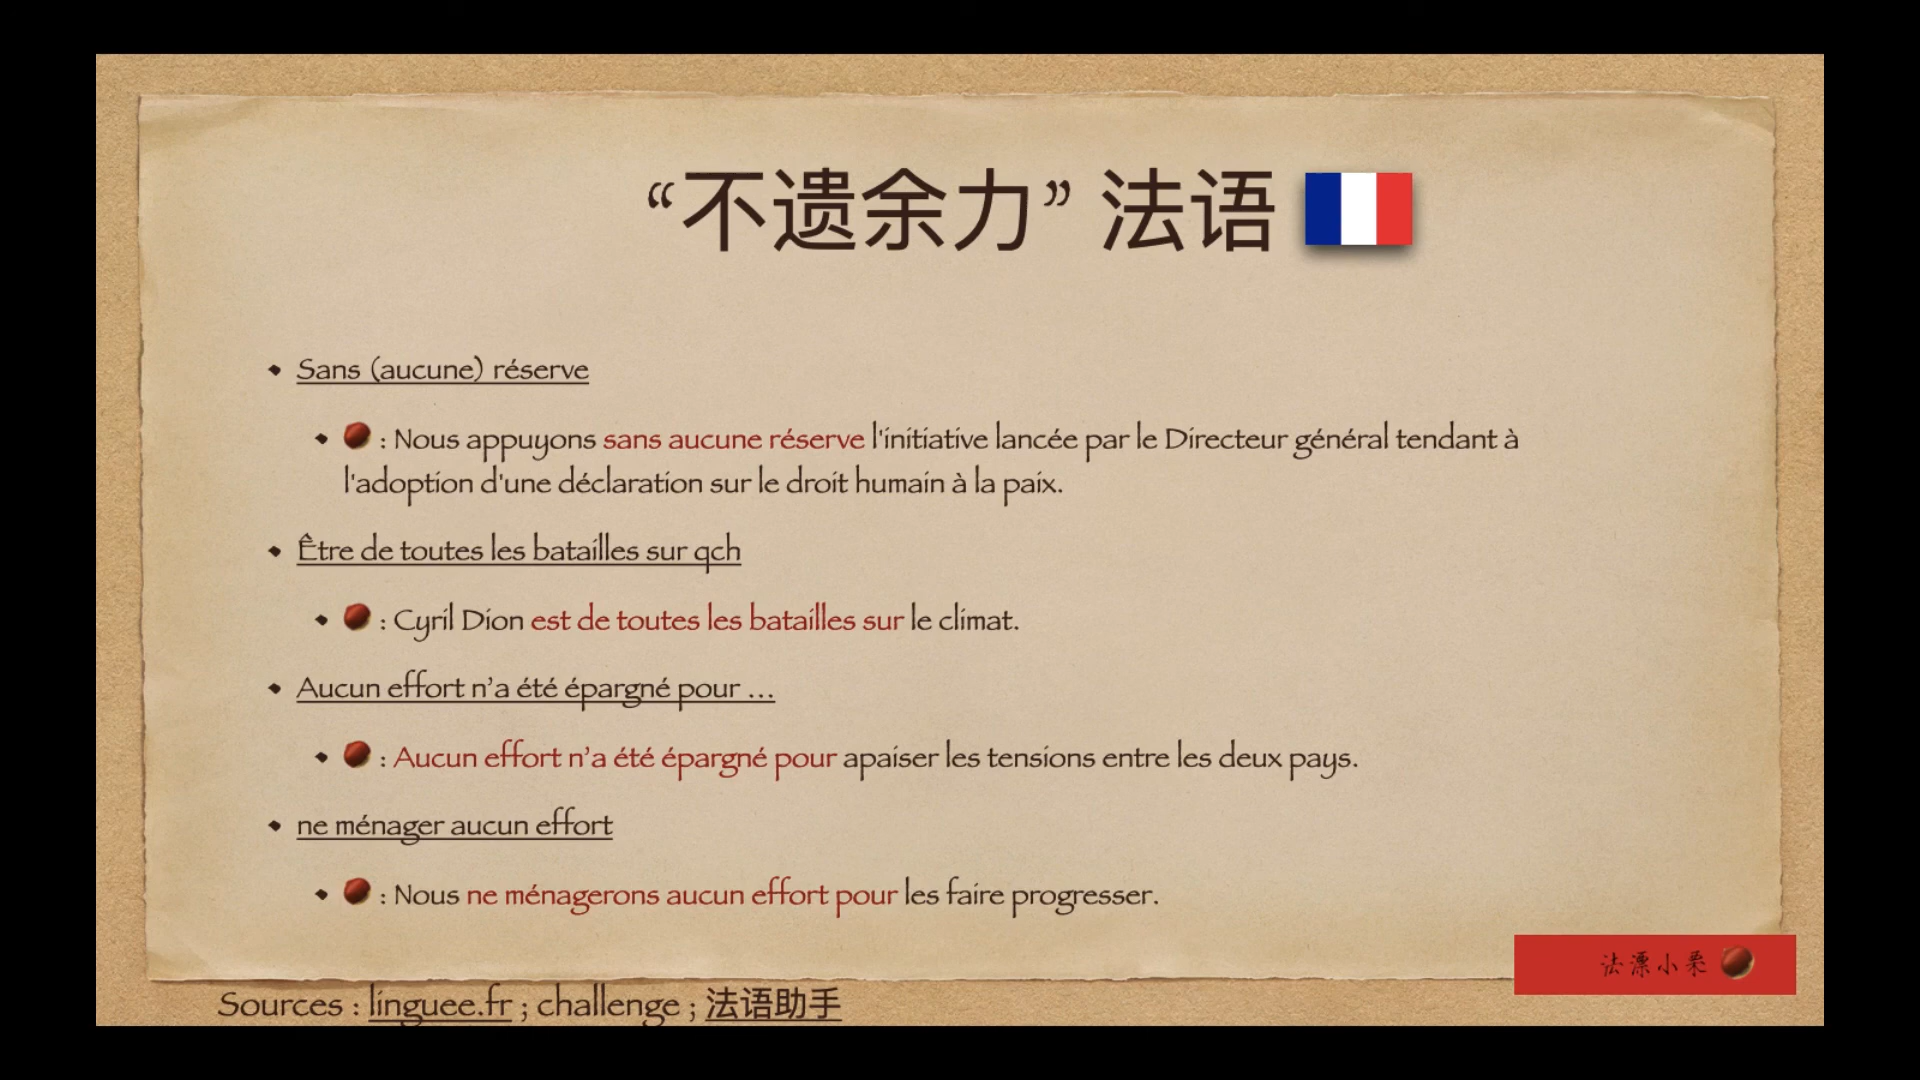 “不遗余力” 法语
Sans (aucune) réserve
: Nous appuyons sans aucune réserve l'initiative lancée par le Directeur général tendant à
l'adoption d'une déclaration sur le droit humain à la paix.
Être de toutes les batailles sur qch
: Cyril Dion est de toutes les batailles sur le climat.
Aucun effort n’a été épargné pour …
: Aucun effort n’a été épargné pour apaiser les tensions entre les deux pays.
ne ménager aucun effort
: Nous ne ménagerons aucun effort pour les faire progresser.
法漂小栗
Sources : linguee.fr ; challenge ; 法语助手